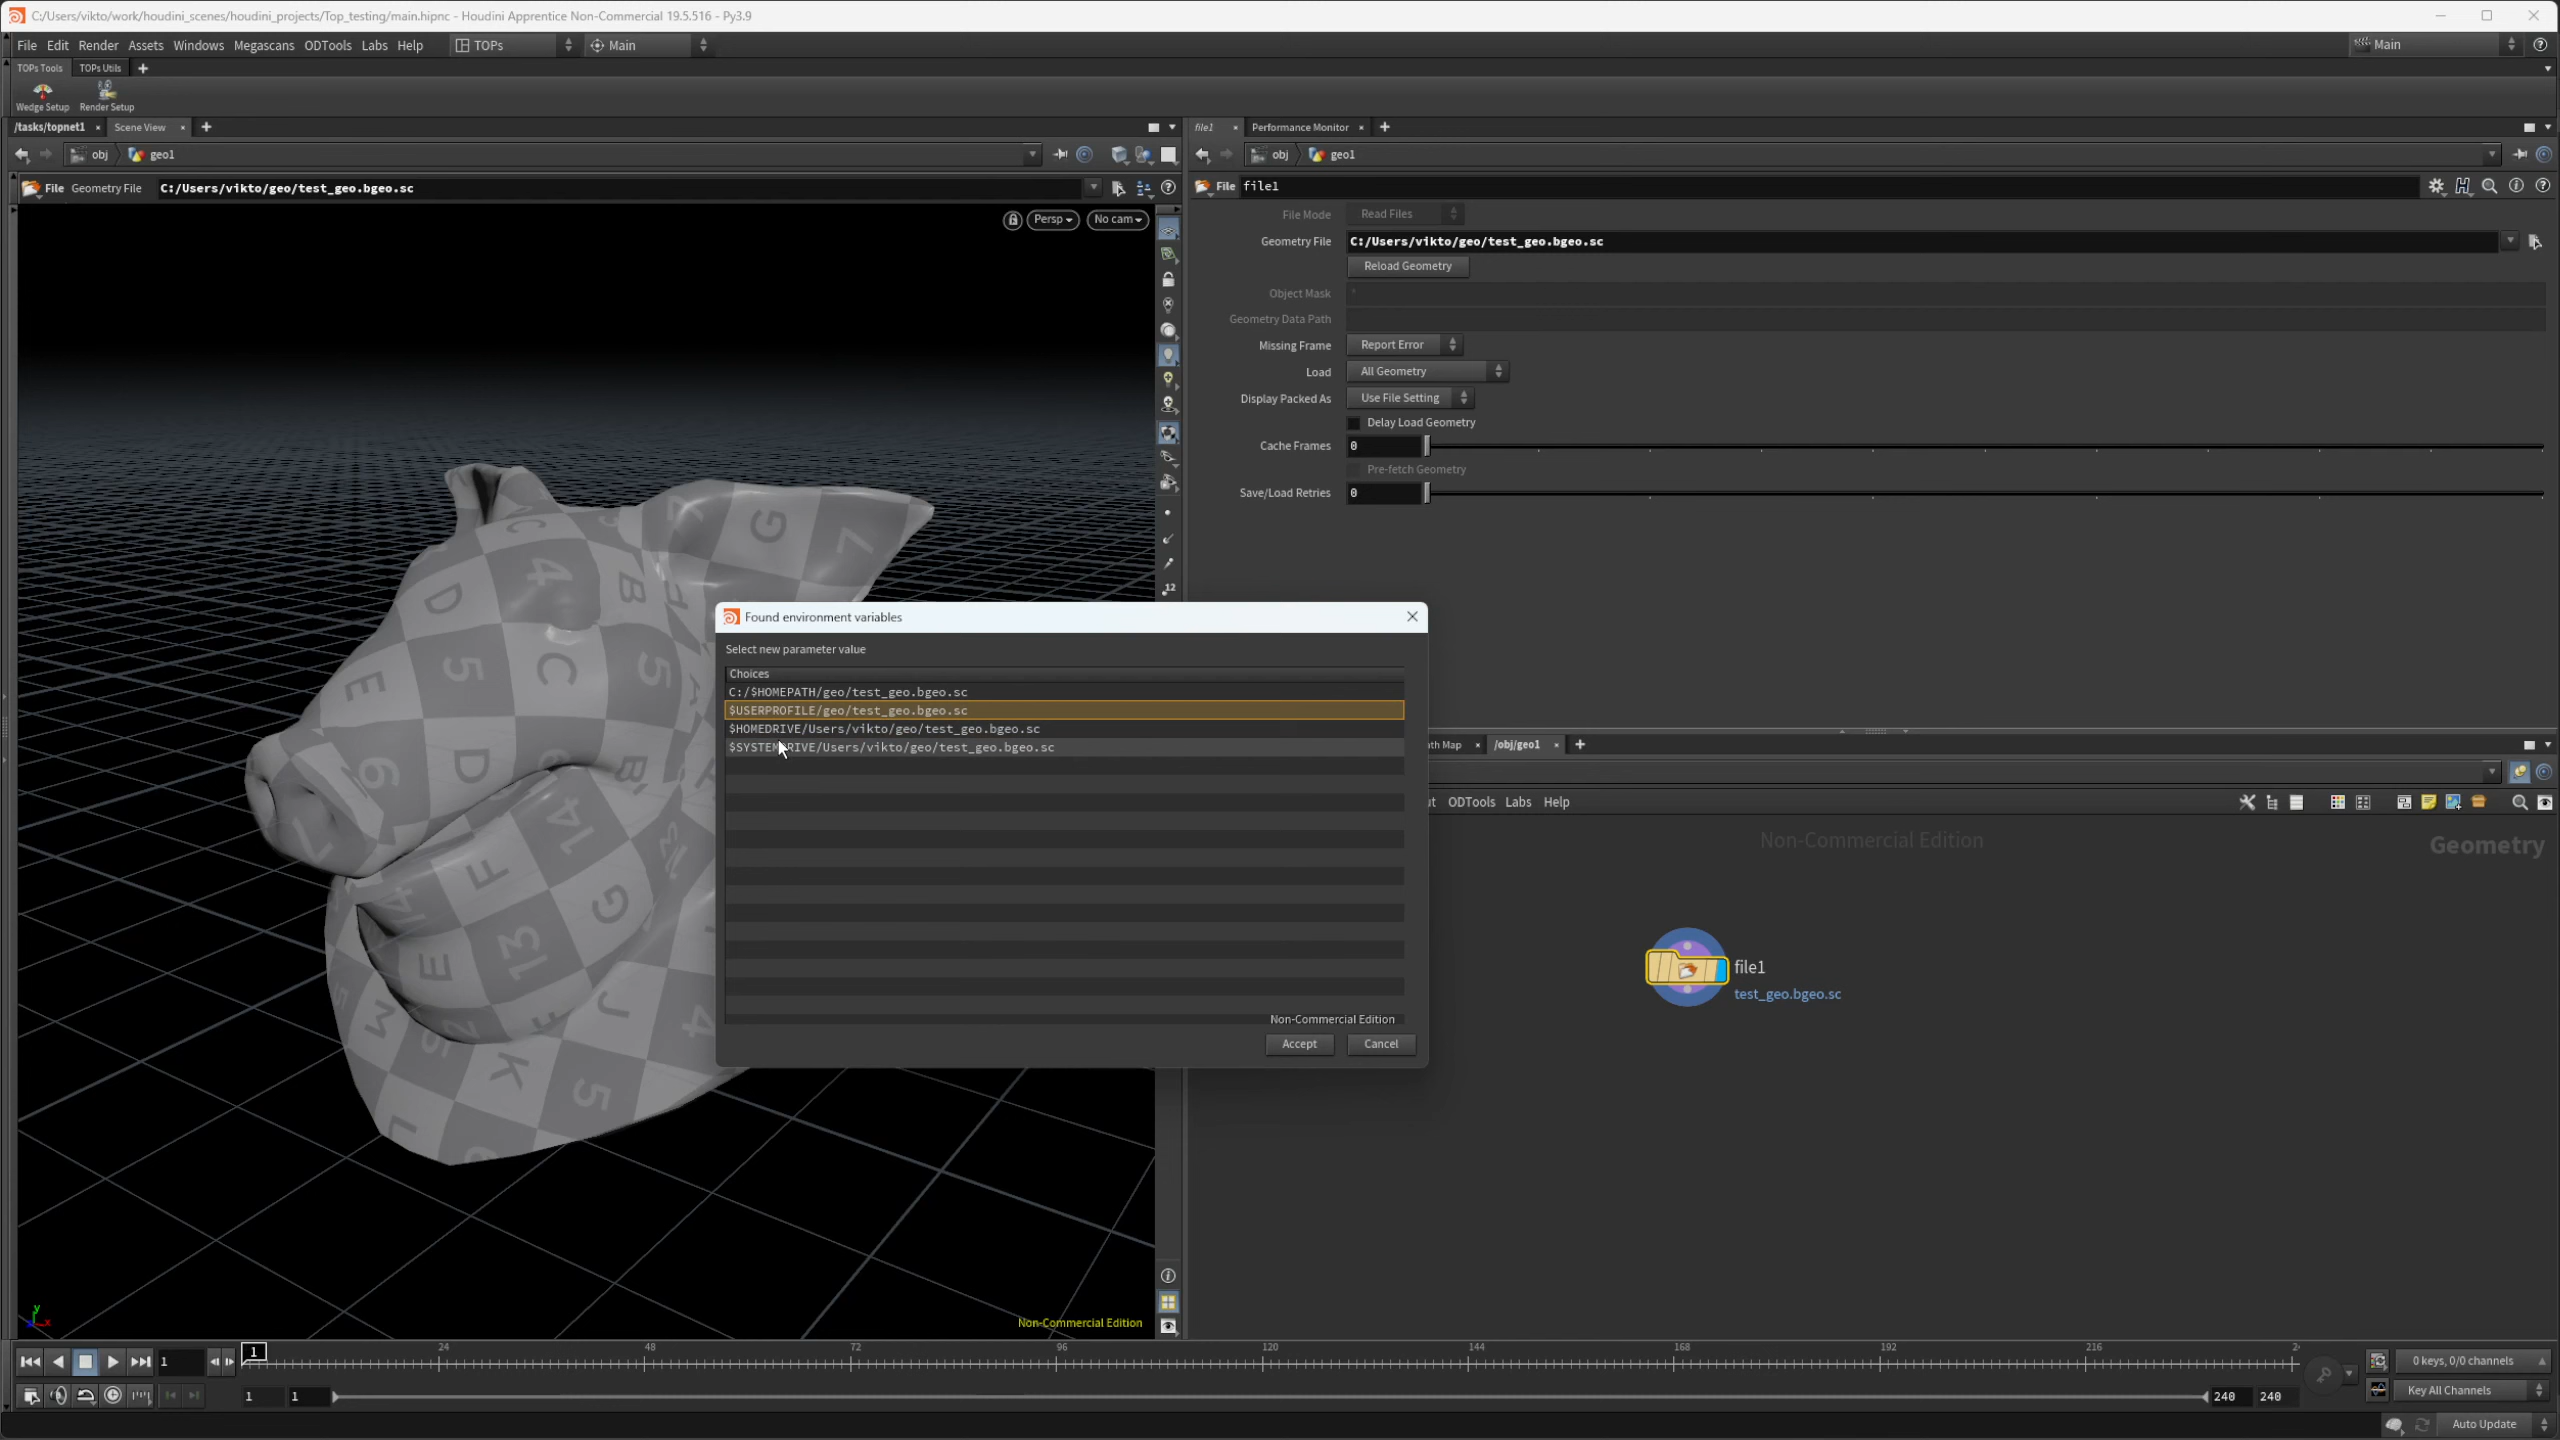 C:/Users/vikto/work/houdini_scenes/houdini_projects/Top_testing/main.hipnc - Houdini Apprentice Non-Commercial 19.5.516 - Py3.9
File Edit Render Assets Windows Megascans ODTools Labs Help TOPs Main Main
TOPs Tools TOPs Utils
Wedge Setup Render Setup
/tasks/topnet1 Scene View
file1 Performance Monitor
obj geo1
obj geo1
File Geometry File C:/Users/vikto/geo/test_geo.bgeo.sc
File file1
Persp No cam
File Mode Read Files
Geometry File C:/Users/vikto/geo/test_geo.bgeo.sc
Reload Geometry
Object Mask *
Geometry Data Path
Missing Frame Report Error
Load All Geometry
Display Packed As Use File Setting
Delay Load Geometry
Cache Frames 0
Pre-fetch Geometry
Save/Load Retries 0
Found environment variables
Select new parameter value
Choices
C:/$HOMEPATH/geo/test_geo.bgeo.sc
$USERPROFILE/geo/test_geo.bgeo.sc
$HOMEDRIVE/Users/vikto/geo/test_geo.bgeo.sc
$SYSTEMDRIVE/Users/vikto/geo/test_geo.bgeo.sc
Non-Commercial Edition
Accept Cancel
Map /obj/geo1
ODTools Labs Help
Non-Commercial Edition Geometry
file1
test_geo.bgeo.sc
Non-Commercial Edition
1 1 24 48 72 96 120 144 168 192 216
0 keys, 0/0 channels
1 1 240 240
Key All Channels
Auto Update